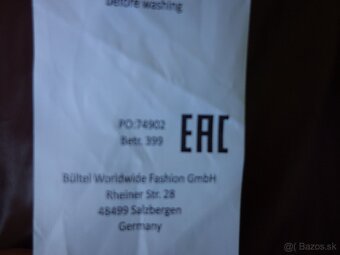 before washing
PO:74902
Betr. 399
EAC
Bültel Worldwide Fashion GmbH
Rheiner Str. 28
48499 Salzbergen
Germany
© Bazos.sk